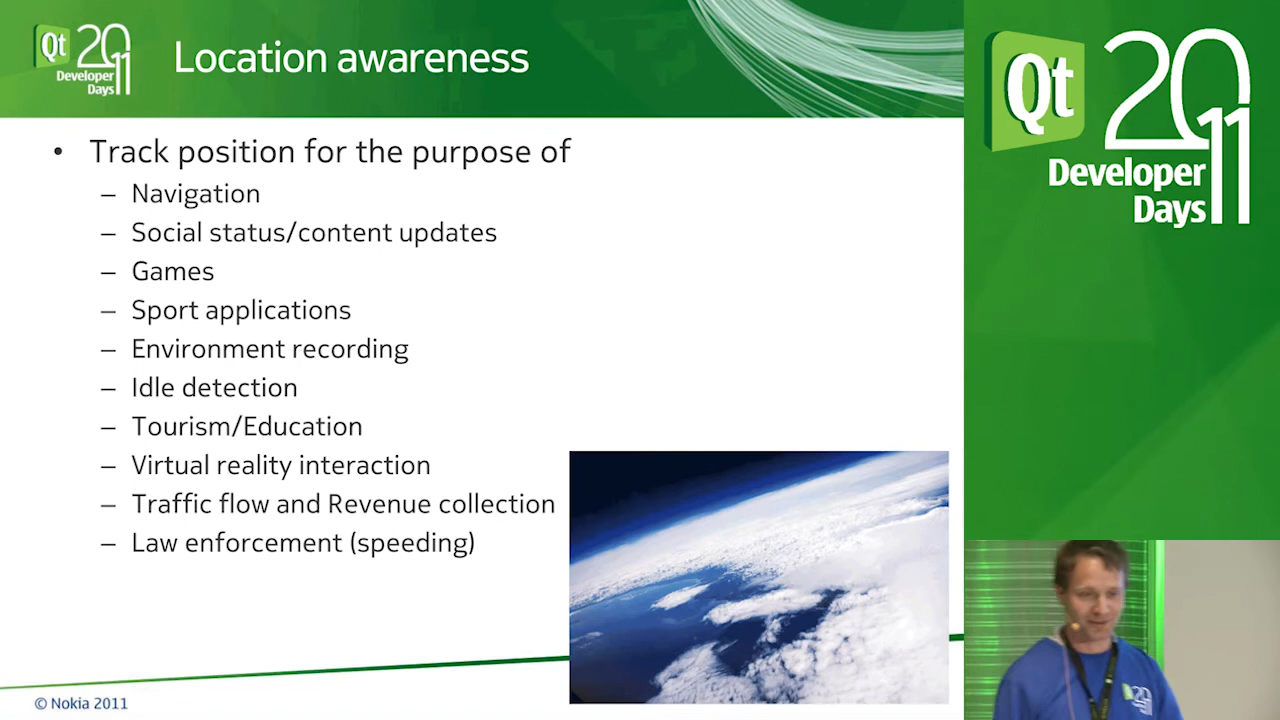 Qt 2011
Developer
Days
Location awareness
• Track position for the purpose of
– Navigation
– Social status/content updates
– Games
– Sport applications
– Environment recording
– Idle detection
– Tourism/Education
– Virtual reality interaction
– Traffic flow and Revenue collection
– Law enforcement (speeding)
© Nokia 2011
Qt 2011
Developer
Days
20
11